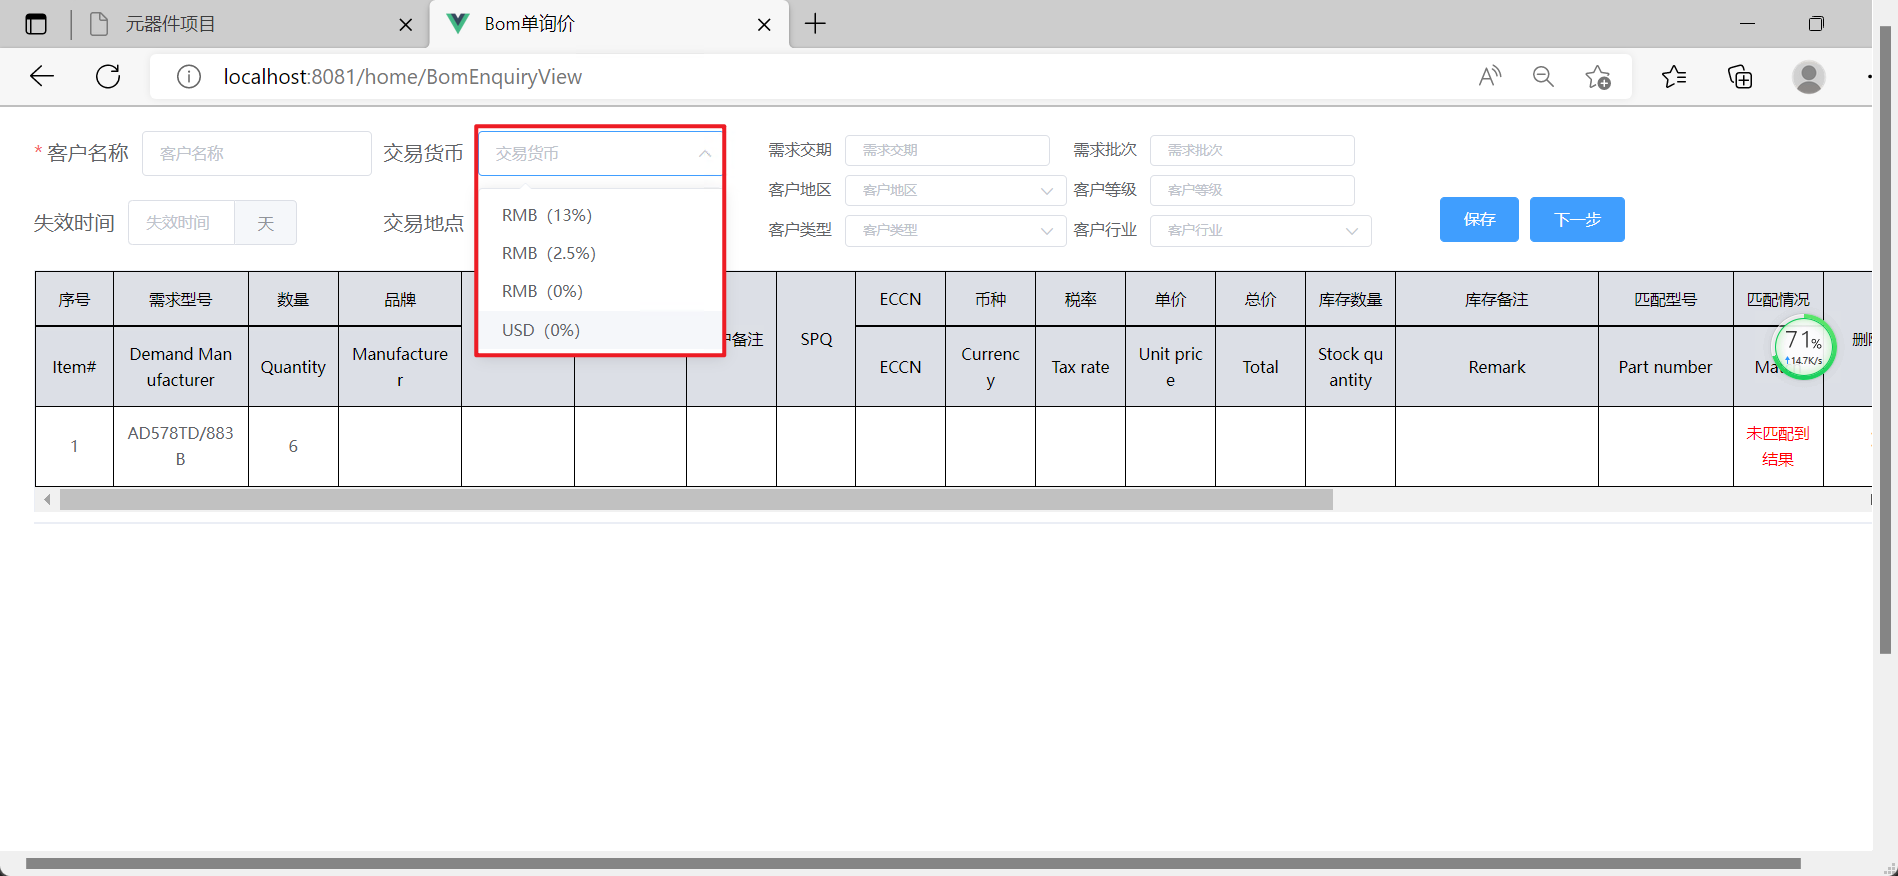 元器件项目
Bom单询价
localhost:8081/home/BomEnquiryView
* 客户名称 客户名称 交易货币 交易货币
需求交期 需求交期 需求批次 需求批次
客户地区 客户地区 客户等级 客户等级
失效时间 失效时间 天 交易地点
客户类型 客户类型 客户行业 客户行业
保存 下一步
RMB (13%)
RMB (2.5%)
RMB (0%)
USD (0%)
序号 需求型号 数量 品牌 备注 SPQ ECCN 币种 税率 单价 总价 库存数量 库存备注 匹配型号 匹配情况
Item# Demand Man
ufacturer Quantity Manufacture
r ECCN Currenc
y Tax rate Unit pric
e Total Stock qu
antity Remark Part number
71%
↑14.7K/s
1 AD578TD/883
B 6 未匹配到
结果